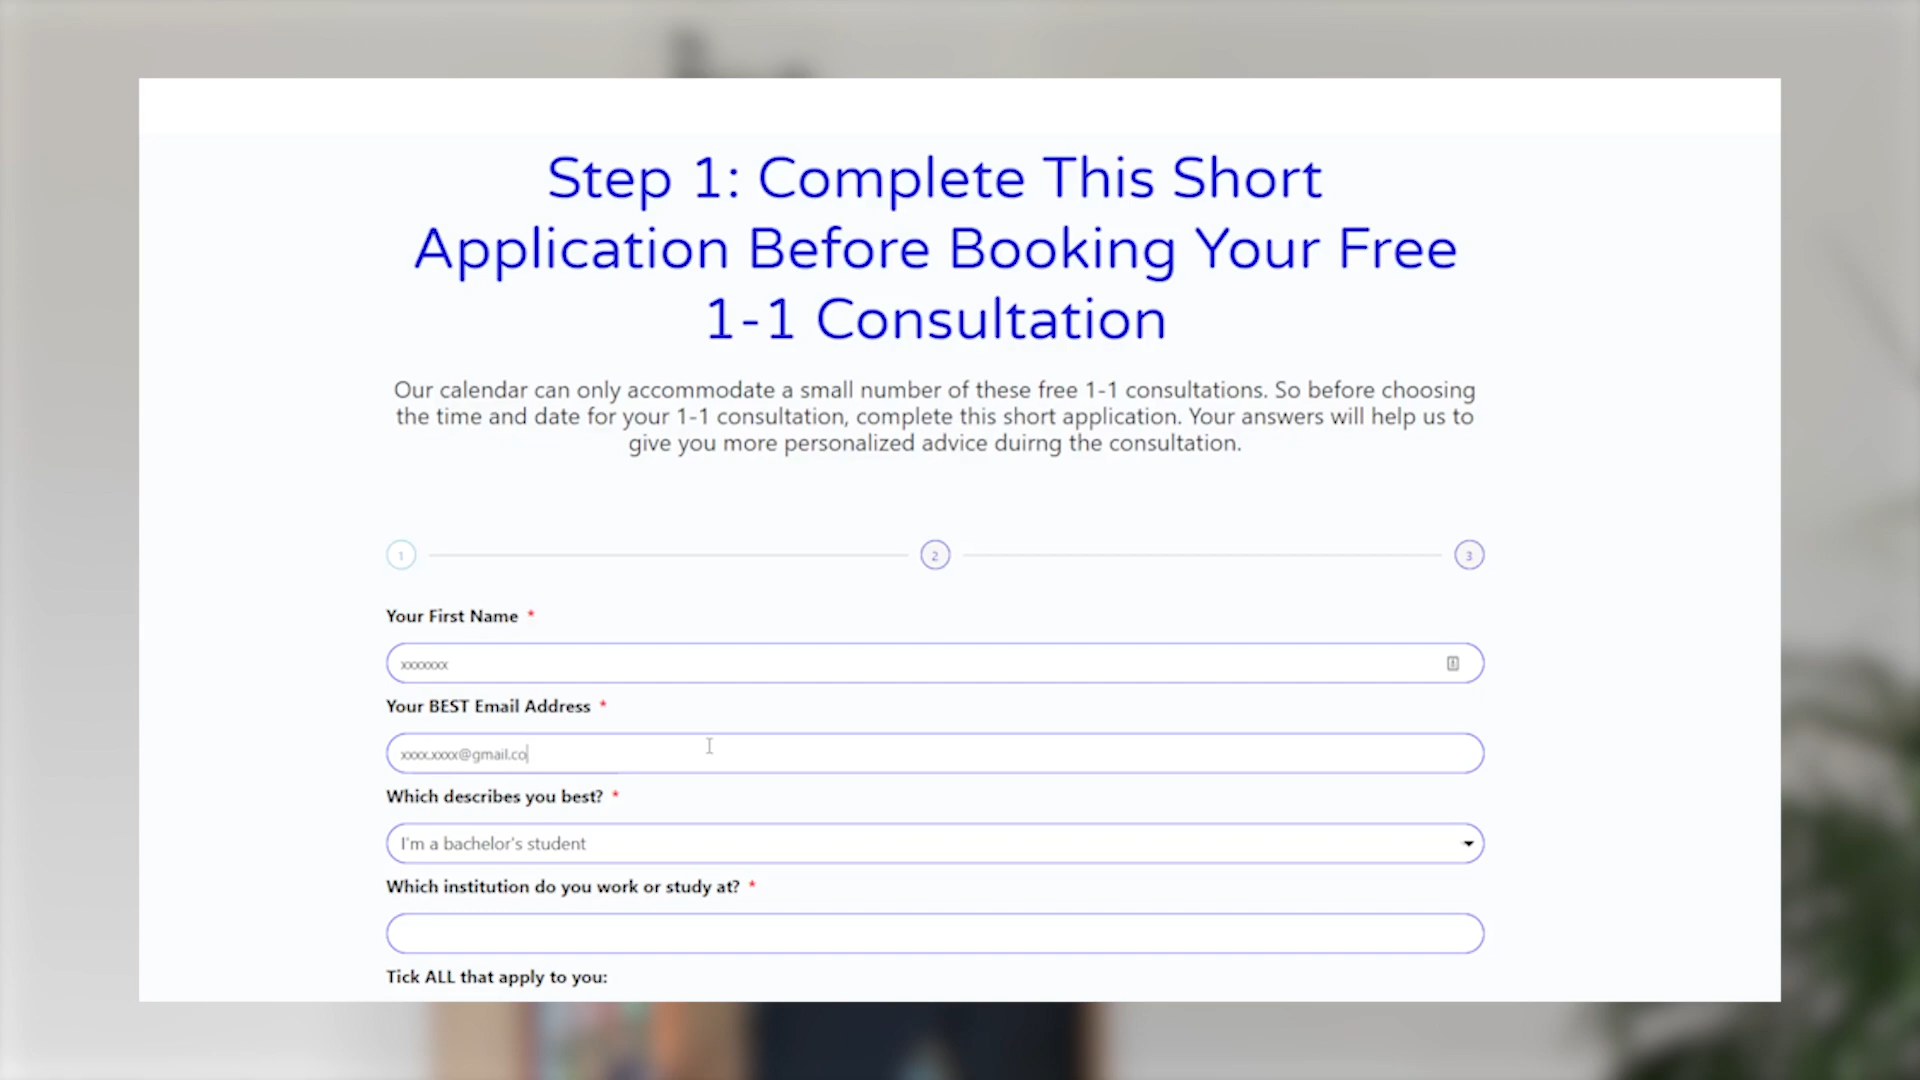 Step 1: Complete This Short
Application Before Booking Your Free
1-1 Consultation
Our calendar can only accommodate a small number of these free 1-1 consultations. So before choosing
the time and date for your 1-1 consultation, complete this short application. Your answers will help us to
give you more personalized advice duirng the consultation.
1 2 3
Your First Name *
xxxxxxx
Your BEST Email Address *
xxxx.xxxx@gmail.co
Which describes you best? *
I'm a bachelor's student
Which institution do you work or study at? *
Tick ALL that apply to you: